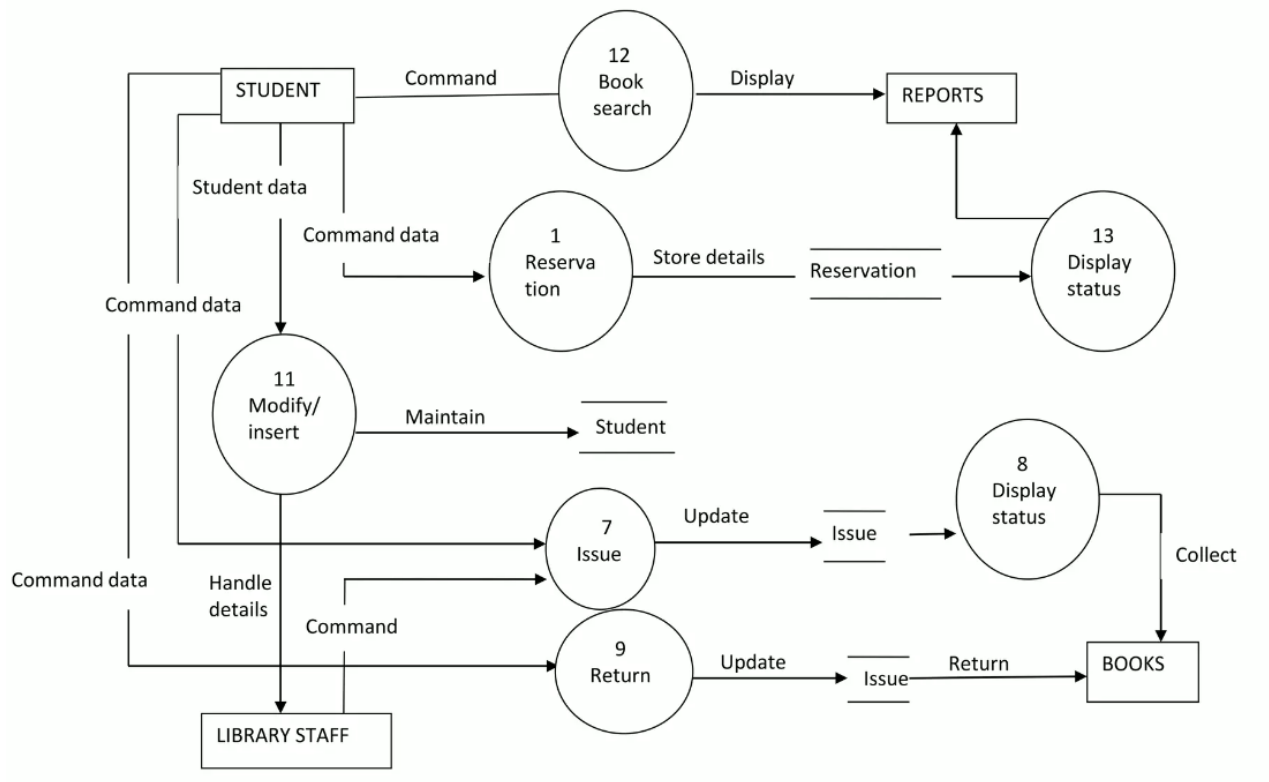 12
Book
search
Command
Display
STUDENT
REPORTS
Student data
Command data
1
Reserva
tion
Store details
Reservation
13
Display
status
Command data
11
Modify/
insert
Maintain
Student
8
Display
status
7
Issue
Update
Issue
Collect
Command data
Handle
details
Command
9
Return
Update
Issue
Return
BOOKS
LIBRARY STAFF